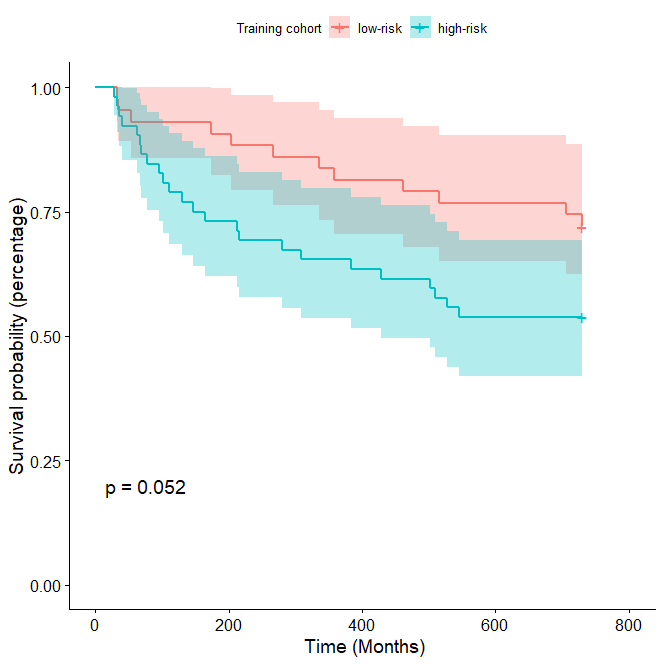 Training cohort low-risk high-risk
1.00
0.75
0.50
0.25
0.00
Survival probability (percentage)
p = 0.052
0 200 400 600 800
Time (Months)